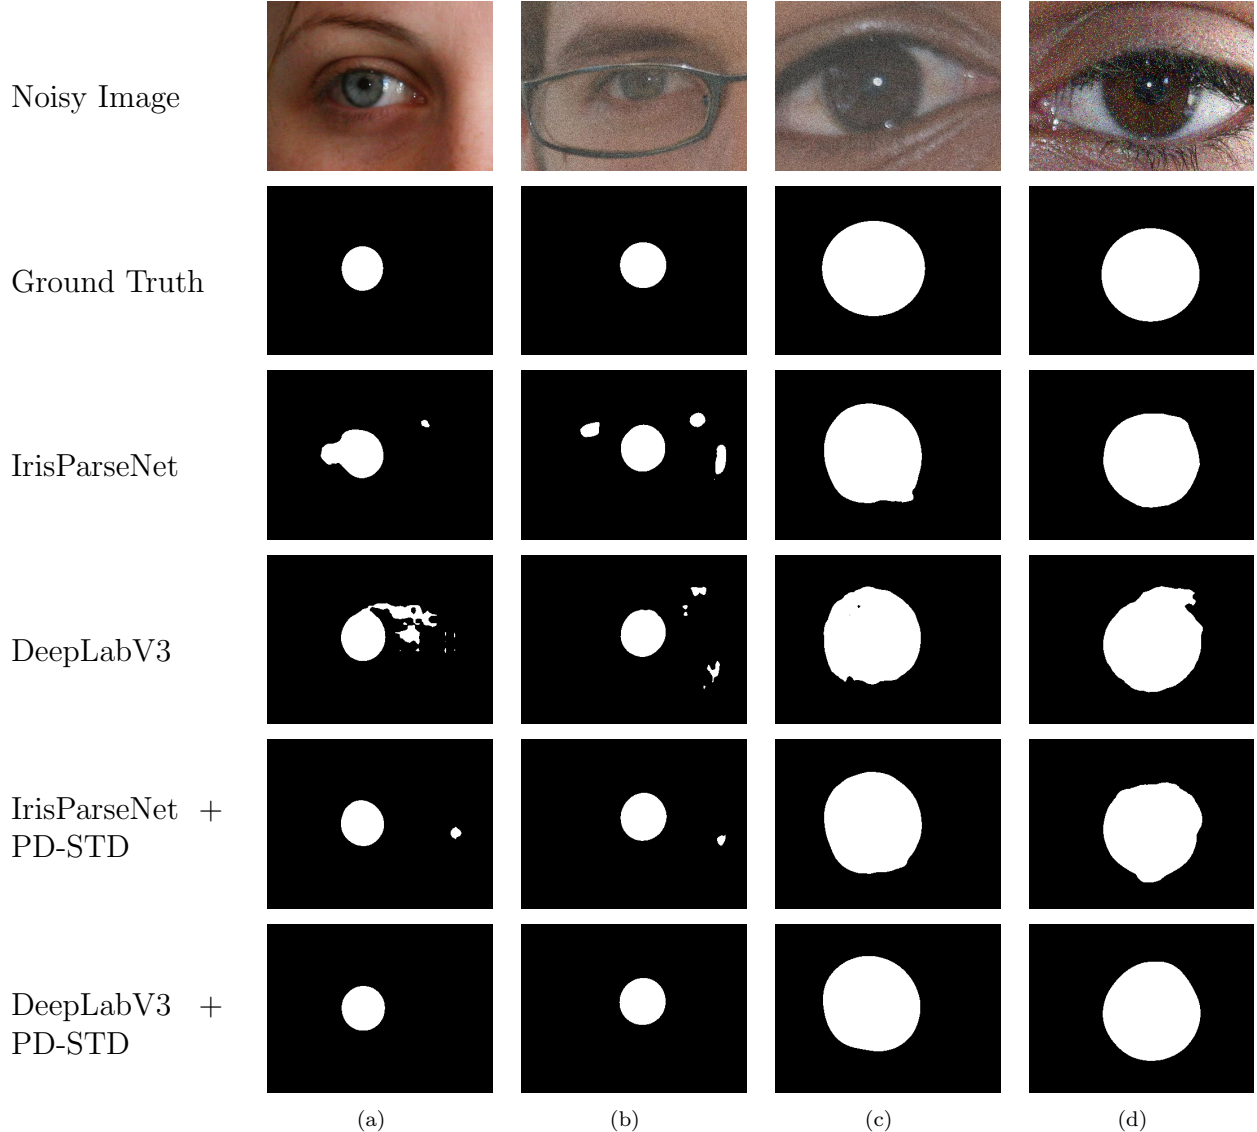 Noisy Image
Ground Truth
IrisParseNet
DeepLabV3
IrisParseNet +
PD-STD
DeepLabV3 +
PD-STD
(a) (b) (c) (d)